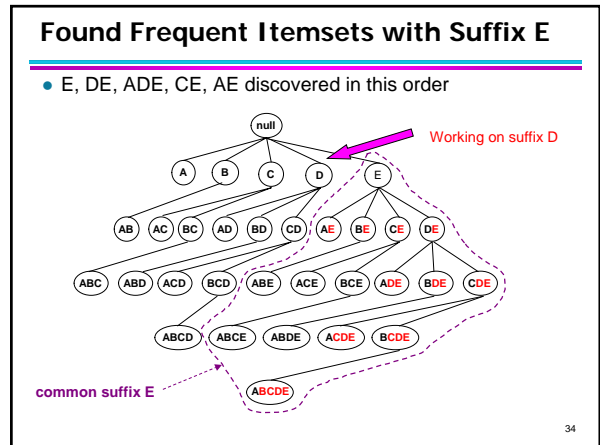 Found Frequent Itemsets with Suffix E
• E, DE, ADE, CE, AE discovered in this order
null
Working on suffix D
A B C D E
AB AC BC AD BD CD AE BE CE DE
ABC ABD ACD BCD ABE ACE BCE ADE BDE CDE
ABCD ABCE ABDE ACDE BCDE
common suffix E
ABCDE
34